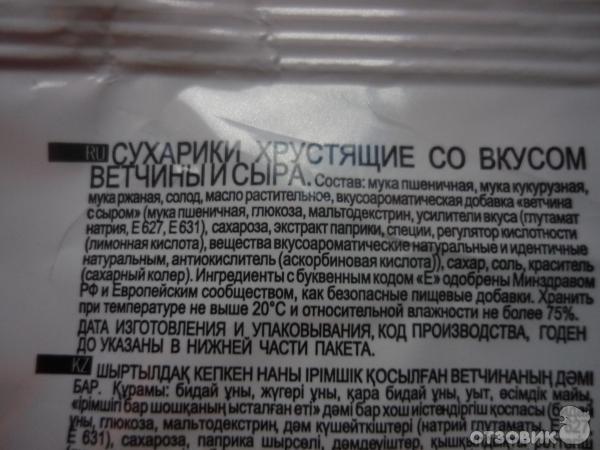 RU СУХАРИКИ ХРУСТЯЩИЕ СО ВКУСОМ
ВЕТЧИНЫ И СЫРА. Состав: мука пшеничная, мука кукурузная,
мука ржаная, солод, масло растительное, вкусоароматическая добавка «ветчина
с сыром» (мука пшеничная, глюкоза, мальтодекстрин, усилители вкуса (глутамат
натрия, Е 627, Е 631), сахароза, экстракт паприки, специи, регулятор кислотности
(лимонная кислота), вещества вкусоароматические натуральные и идентичные
натуральным, антиокислитель (аскорбиновая кислота)), сахар, соль, краситель
(сахарный колер). Ингредиенты с буквенным кодом «Е» одобрены Минздравом
РФ и Европейским сообществом, как безопасные пищевые добавки. Хранить
при температуре не выше 20°С и относительной влажности не более 75%.
ДАТА ИЗГОТОВЛЕНИЯ И УПАКОВЫВАНИЯ, КОД ПРОИЗВОДСТВА, ГОДЕН
ДО УКАЗАНЫ В НИЖНЕЙ ЧАСТИ ПАКЕТА.
KZ ШЫРТЫЛДАҚ КЕПКЕН НАНЫ ІРІМШІК ҚОСЫЛҒАН ВЕТЧИНАНЫҢ ДӘМІ
БАР. Құрамы: бидай ұны, жүгері ұны, қара бидай ұны, уыт, өсімдік майы,
«ірімшігі бар шошқаның ысталған еті» дәмі бар хош иістендіргіш қоспасы
ұны, глюкоза, мальтодекстрин, дәм күшейткіштері (натрий глутаматы, Е 627,
Е 631), сахароза, паприка шырсөлі, дәмдеуіштер,
ОТЗОВИК